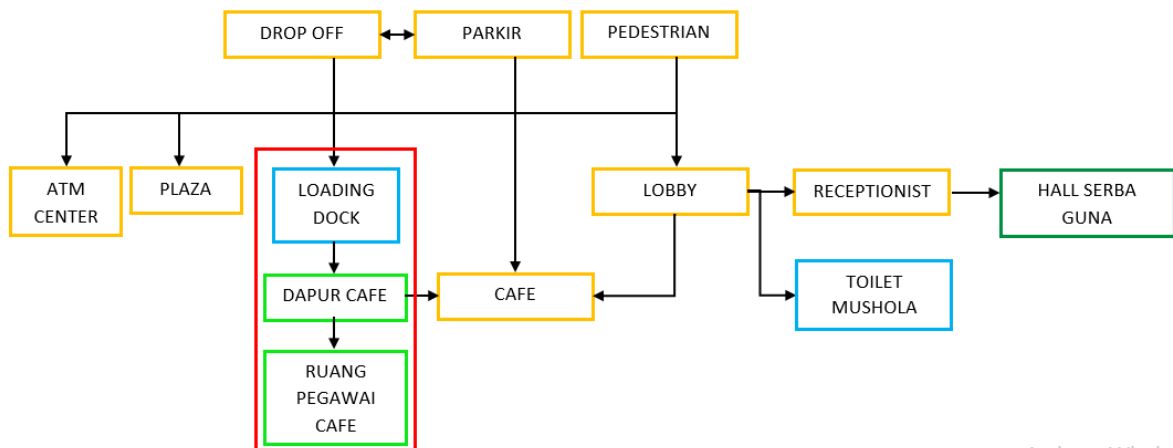 DROP OFF
PARKIR
PEDESTRIAN
ATM
CENTER
PLAZA
LOADING
DOCK
LOBBY
RECEPTIONIST
HALL SERBA
GUNA
DAPUR CAFE
CAFE
TOILET
MUSHOLA
RUANG
PEGAWAI
CAFE